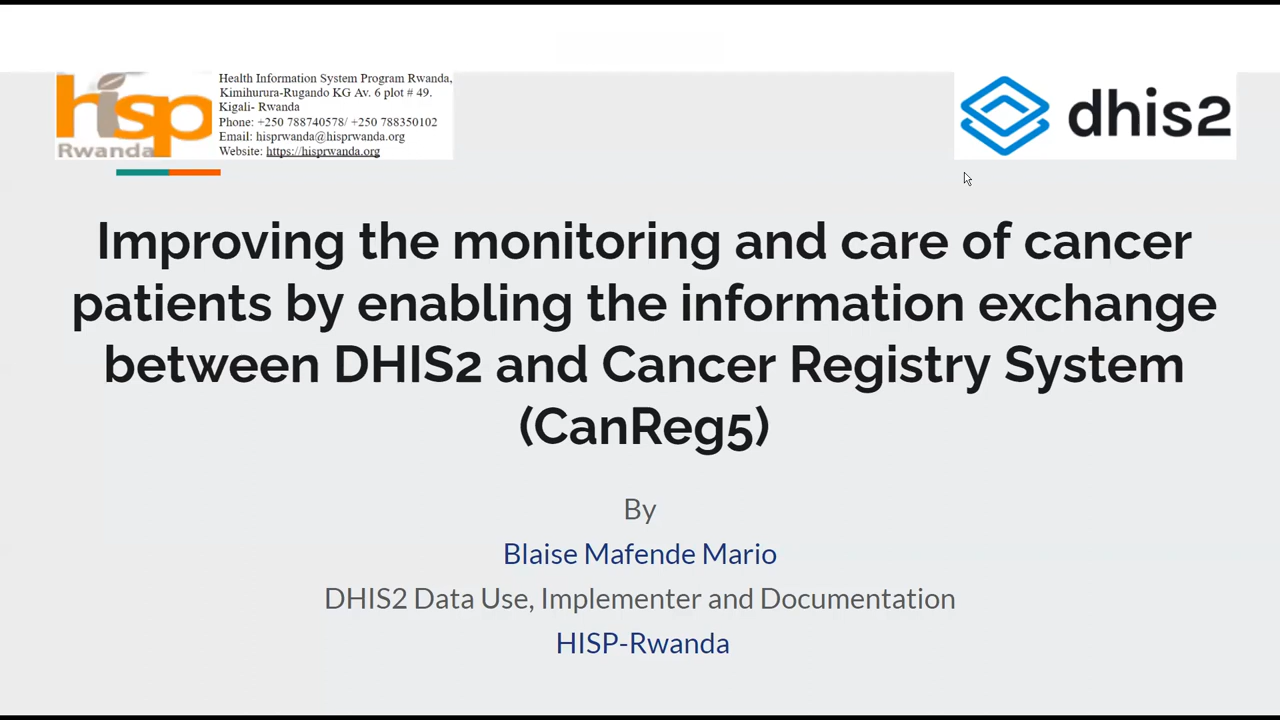 hisp
Rwanda
Health Information System Program Rwanda,
Kimihurura-Rugando KG Av. 6 plot # 49.
Kigali- Rwanda
Phone: +250 788740578/ +250 788350102
Email: hisprwanda@hisprwanda.org
Website: https://hisprwanda.org
dhis2
Improving the monitoring and care of cancer
patients by enabling the information exchange
between DHIS2 and Cancer Registry System
(CanReg5)
By
Blaise Mafende Mario
DHIS2 Data Use, Implementer and Documentation
HISP-Rwanda